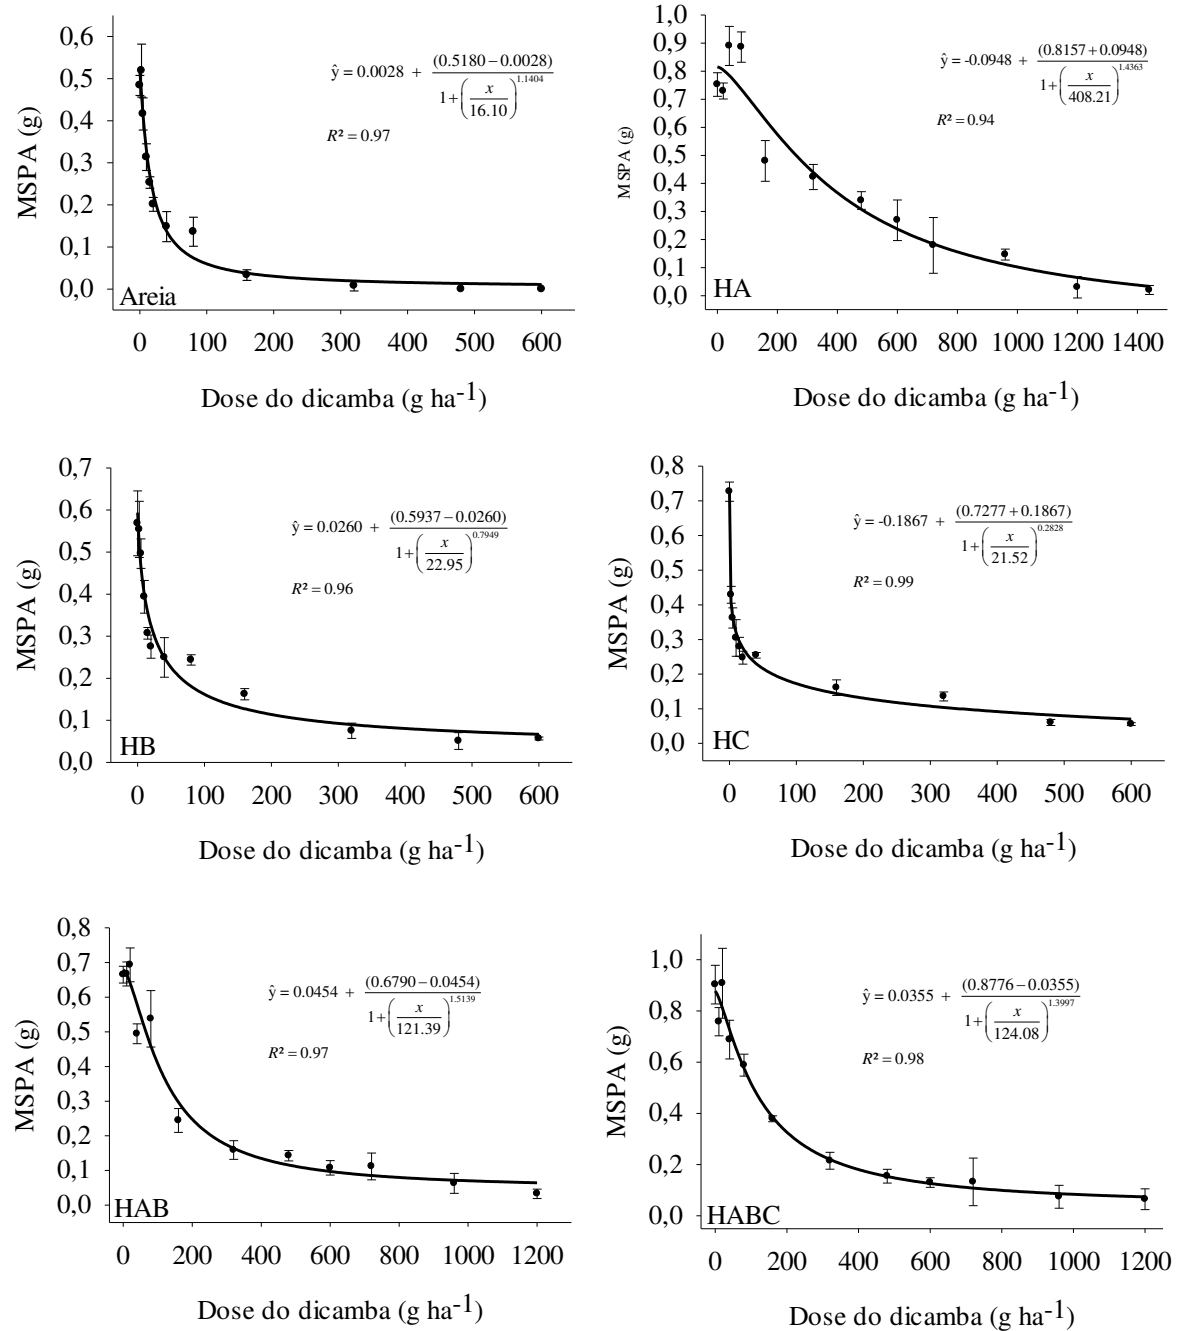 0,6
0,5
0,4
0,3
0,2
0,1
0,0
MSPA (g)
ŷ = 0.0028 + (0.5180 − 0.0028) / 1 + (x / 16.10)^1.1404
R² = 0.97
Areia
0 100 200 300 400 500 600
Dose do dicamba (g ha-1)
1,0
0,9
0,8
0,7
0,6
0,5
0,4
0,3
0,2
0,1
0,0
MSPA (g)
ŷ = -0.0948 + (0.8157 + 0.0948) / 1 + (x / 408.21)^1.4363
R² = 0.94
HA
0 200 400 600 800 1000 1200 1400
Dose do dicamba (g ha-1)
0,7
0,6
0,5
0,4
0,3
0,2
0,1
0,0
MSPA (g)
ŷ = 0.0260 + (0.5937 − 0.0260) / 1 + (x / 22.95)^0.7949
R² = 0.96
HB
0 100 200 300 400 500 600
Dose do dicamba (g ha-1)
0,8
0,7
0,6
0,5
0,4
0,3
0,2
0,1
0,0
MSPA (g)
ŷ = -0.1867 + (0.7277 + 0.1867) / 1 + (x / 21.52)^0.2828
R² = 0.99
HC
0 100 200 300 400 500 600
Dose do dicamba (g ha-1)
0,8
0,7
0,6
0,5
0,4
0,3
0,2
0,1
0,0
MSPA (g)
ŷ = 0.0454 + (0.6790 − 0.0454) / 1 + (x / 121.39)^1.5139
R² = 0.97
HAB
0 200 400 600 800 1000 1200
Dose do dicamba (g ha-1)
1,0
0,8
0,6
0,4
0,2
0,0
MSPA (g)
ŷ = 0.0355 + (0.8776 − 0.0355) / 1 + (x / 124.08)^1.3997
R² = 0.98
HABC
0 200 400 600 800 1000 1200
Dose do dicamba (g ha-1)